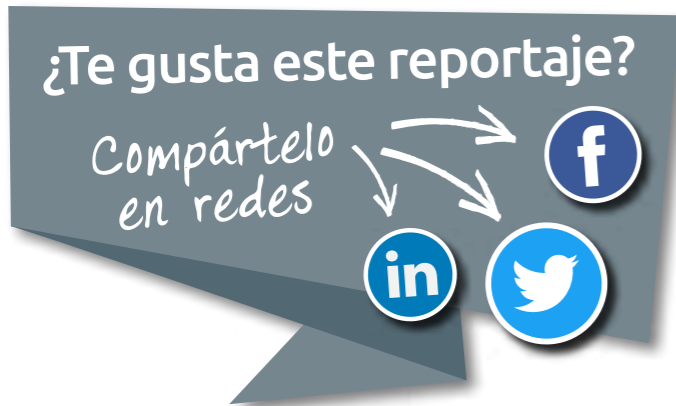 ¿Te gusta este reportaje?
Compártelo
en redes
f
in